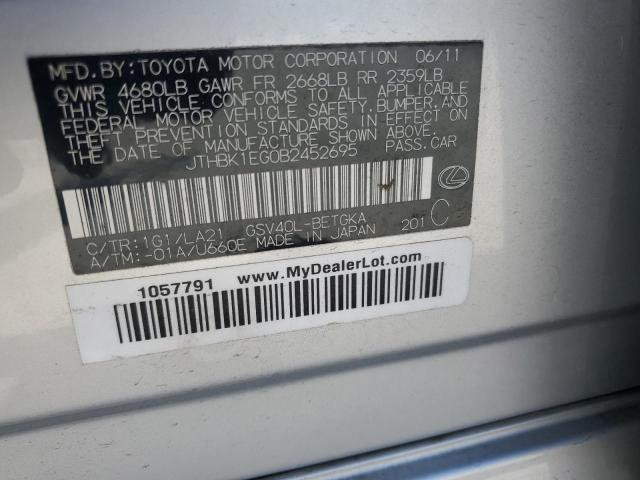 MFD.BY:TOYOTA MOTOR CORPORATION 06/11
GVWR 4680LB GAWR FR 2668LB RR 2359LB
THIS VEHICLE CONFORMS TO ALL APPLICABLE
FEDERAL MOTOR VEHICLE SAFETY,BUMPER,AND
THEFT PREVENTION STANDARDS IN EFFECT ON
THE DATE OF MANUFACTURE SHOWN ABOVE.
JTHBK1EG0B2452695 PASS.CAR
C/TR:1G1/LA21 GSV40L-BETGKA
A/TM:-01A/U660E MADE IN JAPAN 201 C
1057791 www.MyDealerLot.com